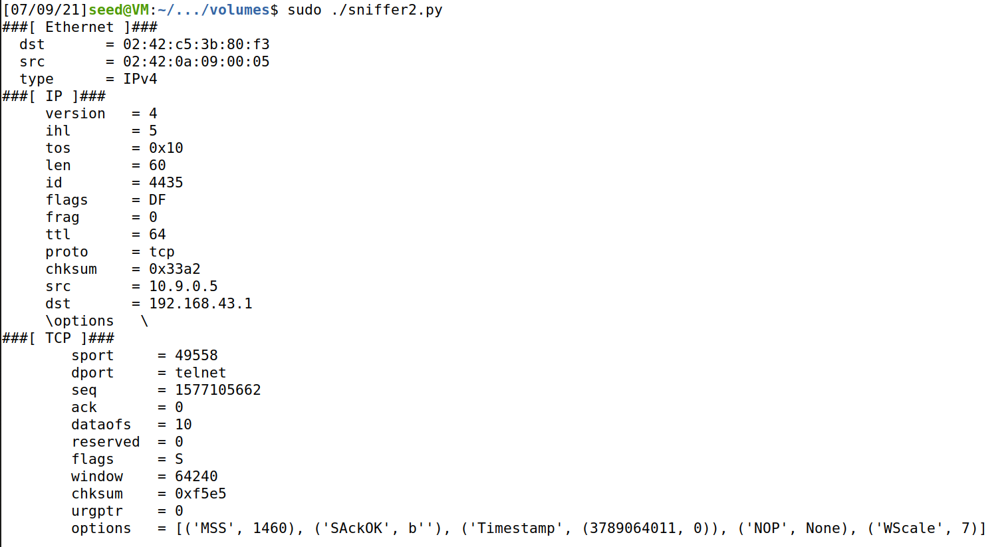 [07/09/21]seed@VM:~/.../volumes$ sudo ./sniffer2.py
###[ Ethernet ]###
  dst       = 02:42:c5:3b:80:f3
  src       = 02:42:0a:09:00:05
  type      = IPv4
###[ IP ]###
     version   = 4
     ihl       = 5
     tos       = 0x10
     len       = 60
     id        = 4435
     flags     = DF
     frag      = 0
     ttl       = 64
     proto     = tcp
     chksum    = 0x33a2
     src       = 10.9.0.5
     dst       = 192.168.43.1
     \options   \
###[ TCP ]###
        sport     = 49558
        dport     = telnet
        seq       = 1577105662
        ack       = 0
        dataofs   = 10
        reserved  = 0
        flags     = S
        window    = 64240
        chksum    = 0xf5e5
        urgptr    = 0
        options   = [('MSS', 1460), ('SAckOK', b''), ('Timestamp', (3789064011, 0)), ('NOP', None), ('WScale', 7)]